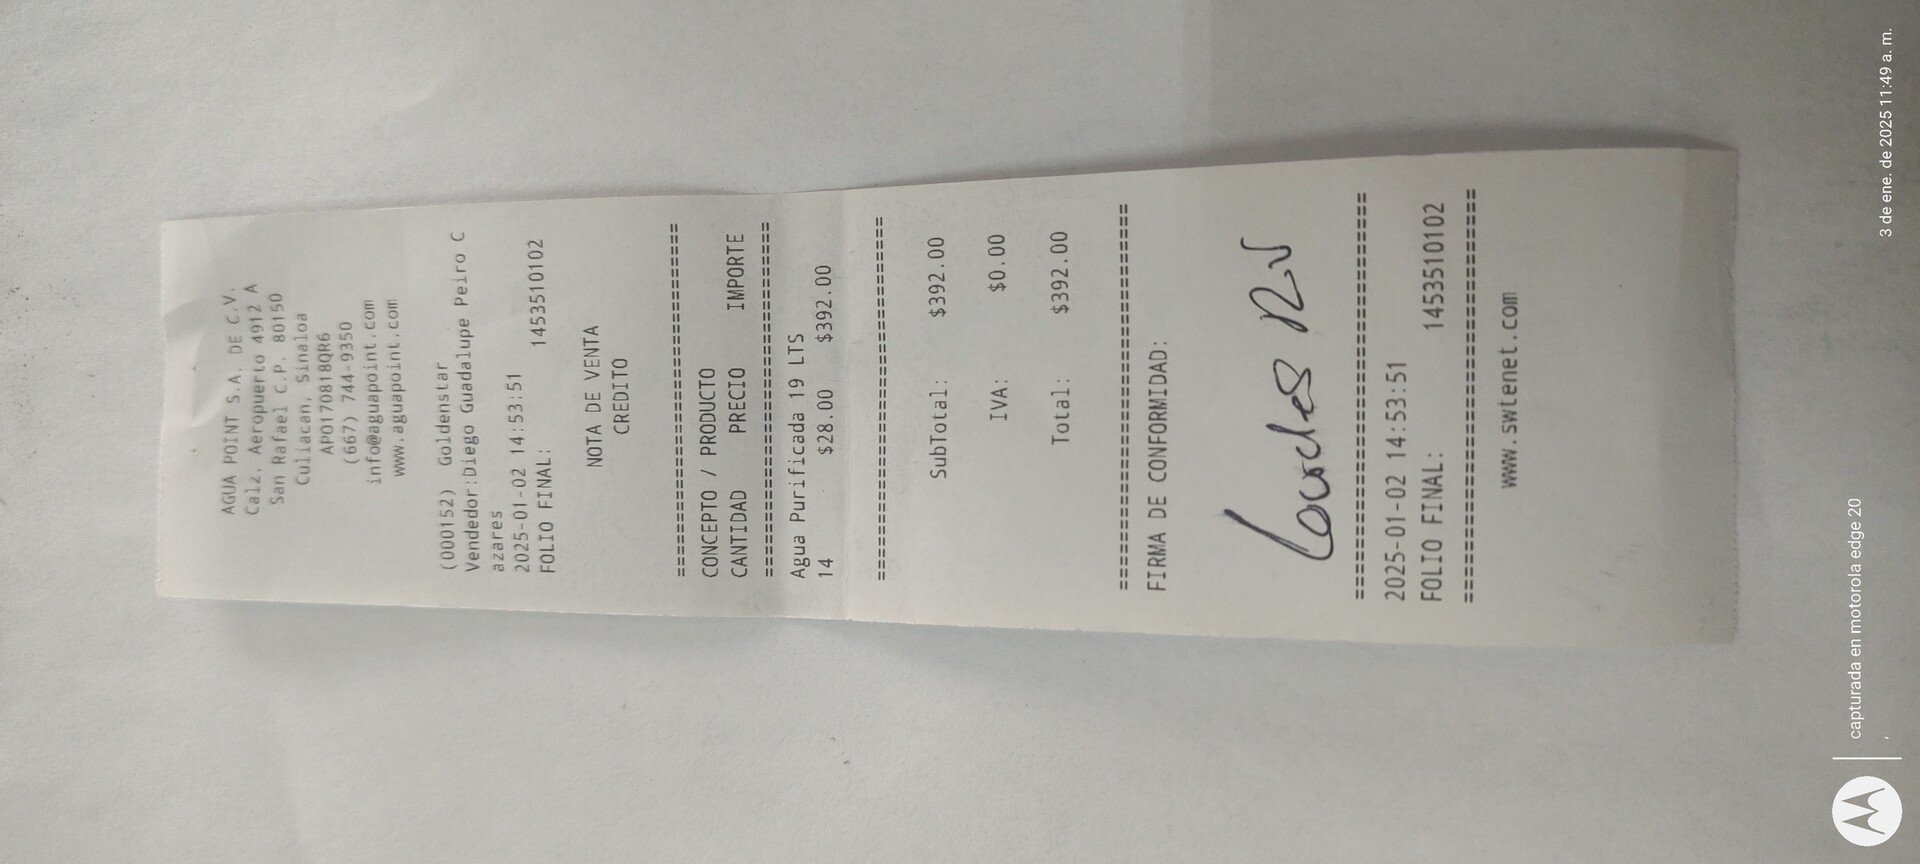 AGUA POINT S.A. DE C.V.
Calz. Aeropuerto 4912 A
San Rafael C.P. 80150
Culiacan, Sinaloa
APO170818QR6
(667) 744-9350
info@aguapoint.com
www.aguapoint.com
(000152) Goldenstar
Vendedor:Diego Guadalupe Peiro C
azares
2025-01-02 14:53:51
FOLIO FINAL: 1453510102
NOTA DE VENTA
CREDITO
================================
CONCEPTO / PRODUCTO
CANTIDAD PRECIO IMPORTE
================================
Agua Purificada 19 LTS
14 $28.00 $392.00
================================
SubTotal: $392.00
IVA: $0.00
Total: $392.00
================================
FIRMA DE CONFORMIDAD:
Lourdes
================================
2025-01-02 14:53:51
FOLIO FINAL: 1453510102
================================
www.swtenet.com
capturada en motorola edge 20
3 de ene. de 2025 11:49 a. m.